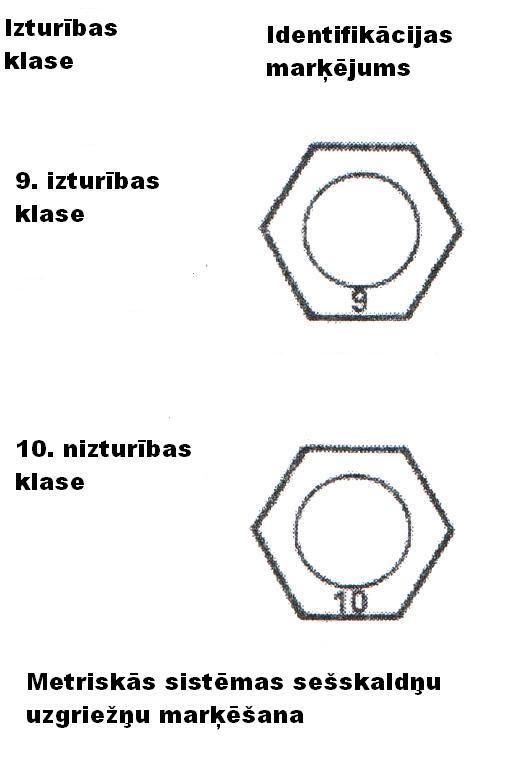 Izturības
klase
Identifikācijas
marķējums
9. izturības
klase
9
10. nizturības
klase
10
Metriskās sistēmas sešskaldņu
uzgriežņu marķēšana